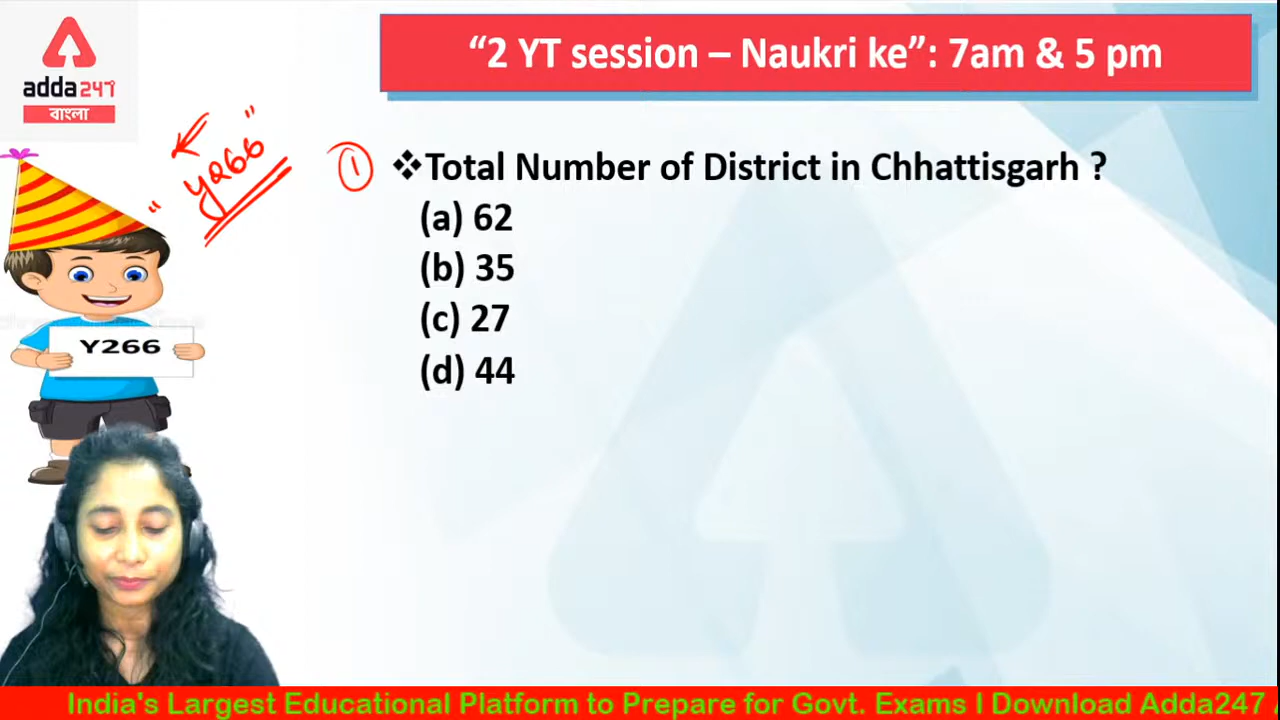 adda247
বাংলা
“2 YT session – Naukri ke”: 7am & 5 pm
"y266"
Y266
① ❖Total Number of District in Chhattisgarh ?
(a) 62
(b) 35
(c) 27
(d) 44
India's Largest Educational Platform to Prepare for Govt. Exams I Download Adda247